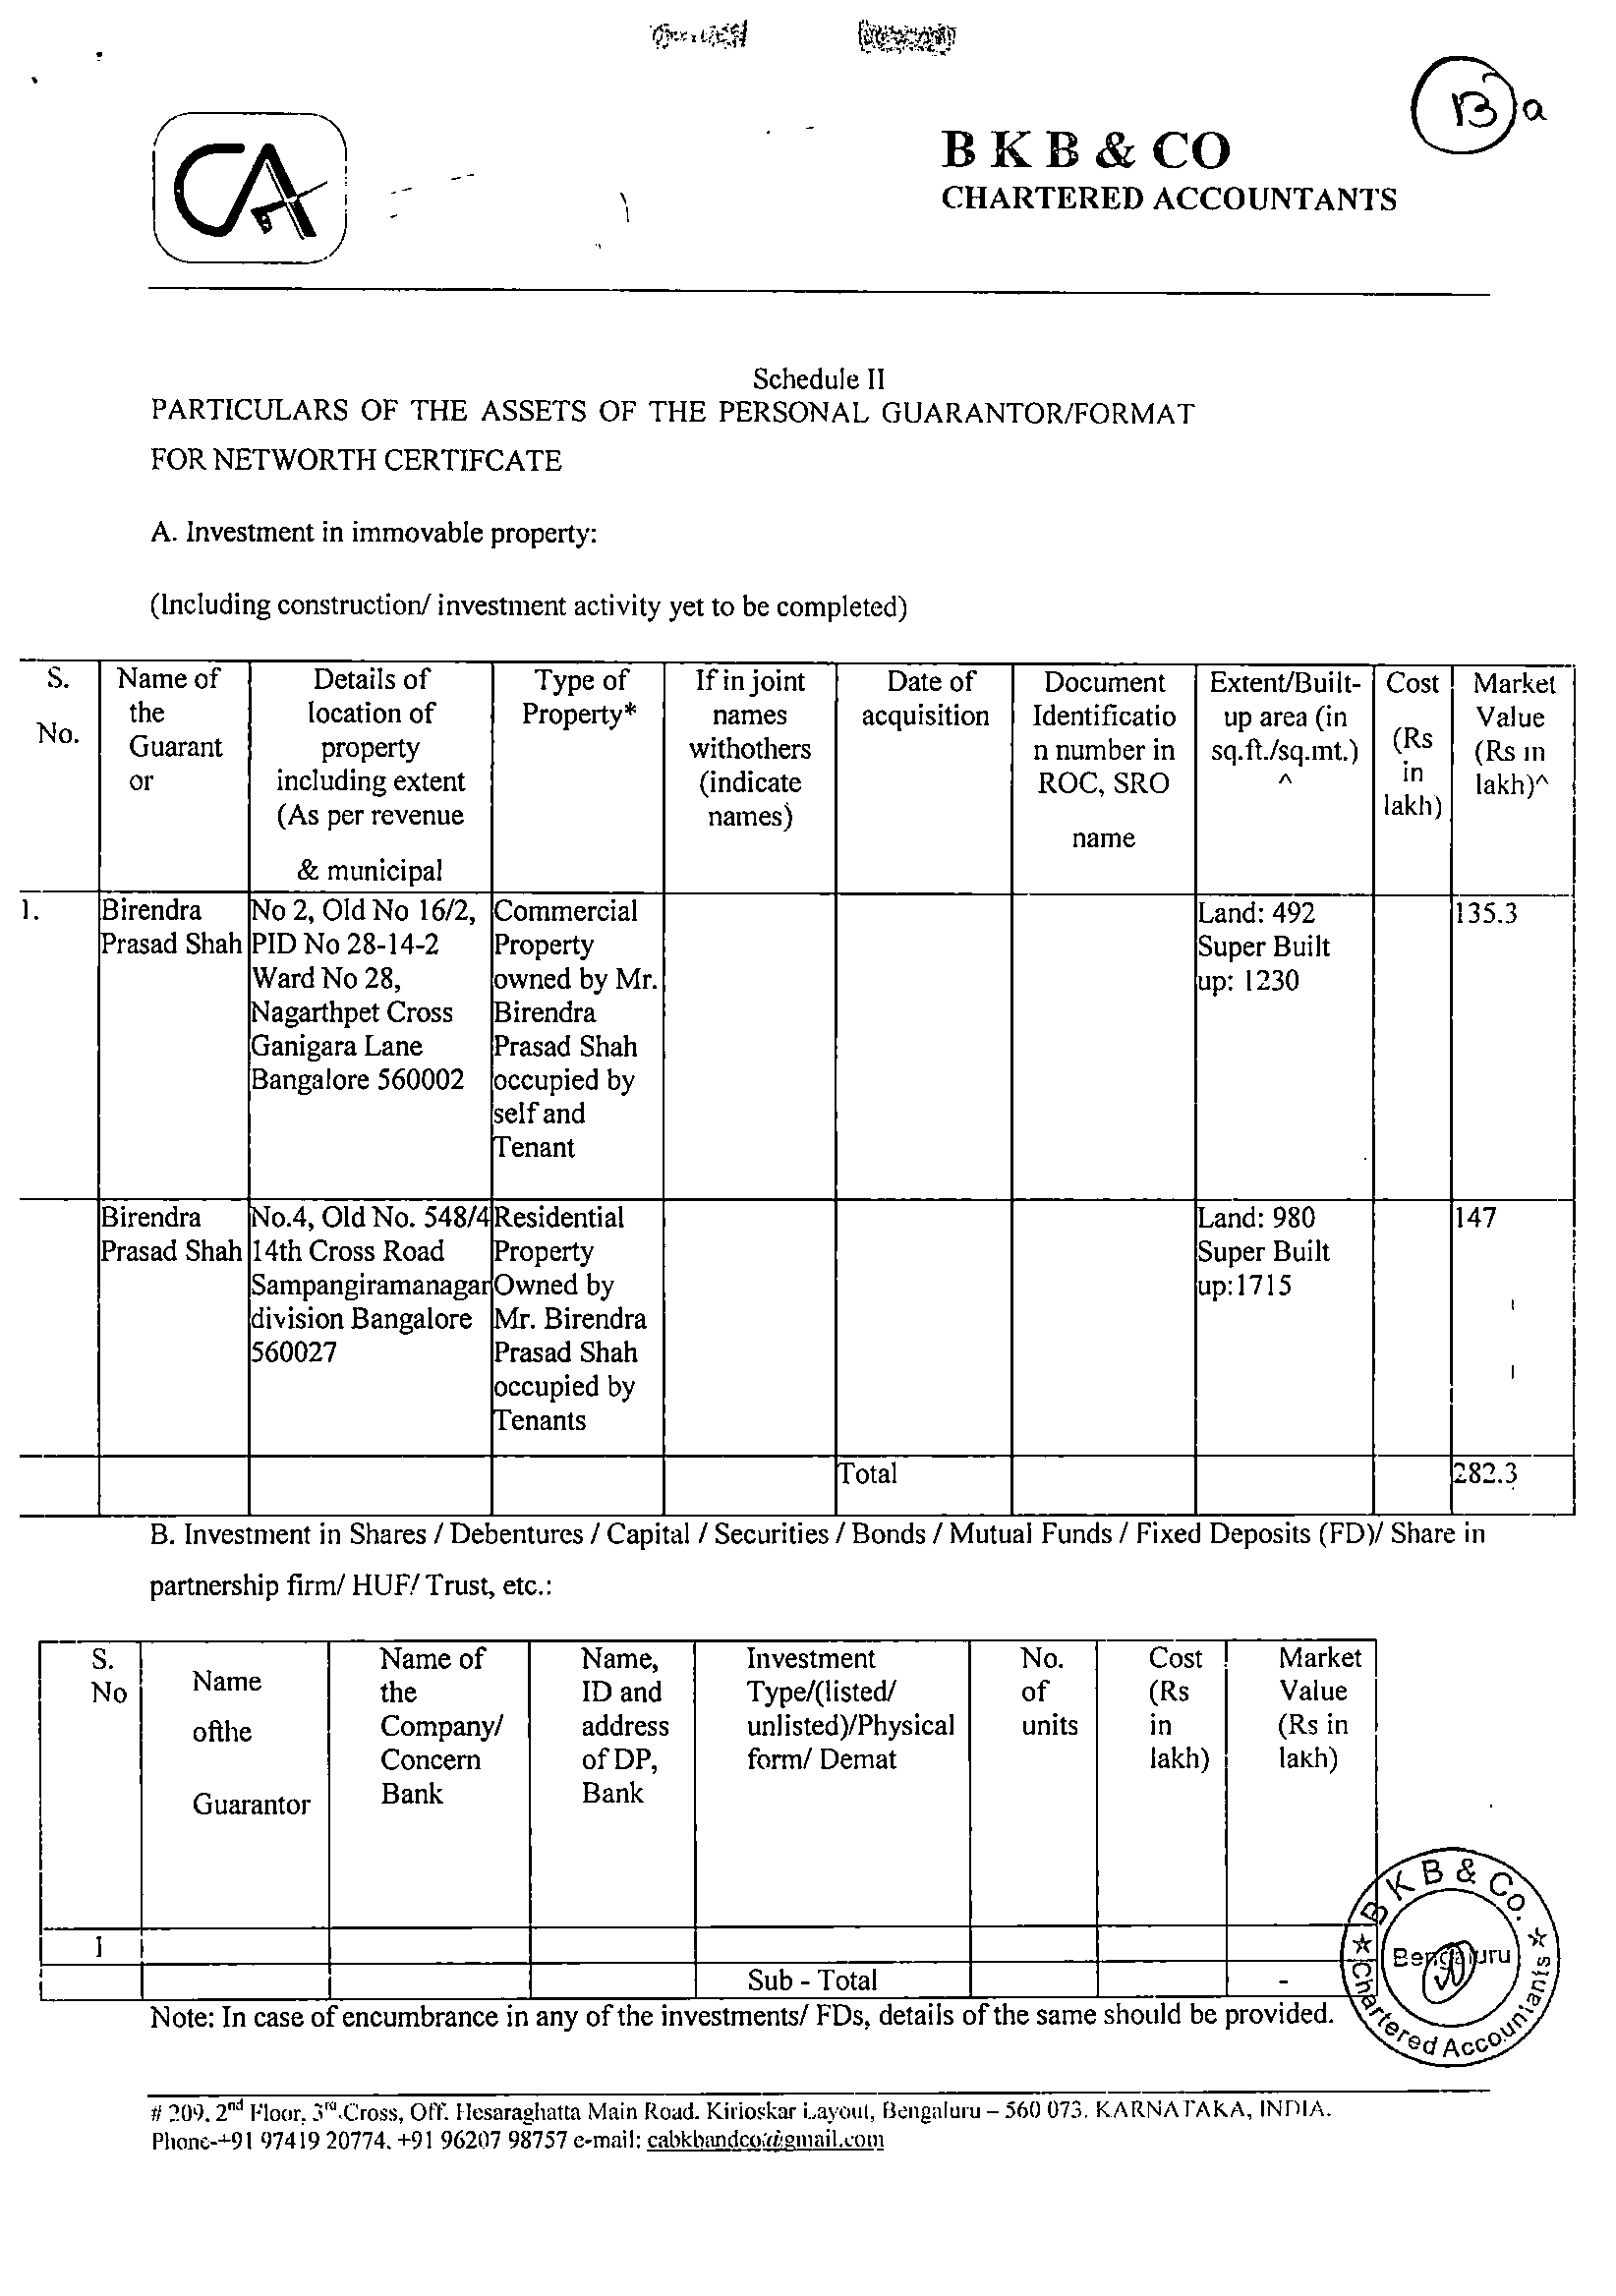 13 a
CA
B K B & CO
CHARTERED ACCOUNTANTS
Schedule II
PARTICULARS OF THE ASSETS OF THE PERSONAL GUARANTOR/FORMAT
FOR NETWORTH CERTIFCATE
A. Investment in immovable property:
(Including construction/ investment activity yet to be completed)
S. No. | Name of the Guarant or | Details of location of property including extent (As per revenue & municipal | Type of Property* | If in joint names withothers (indicate names) | Date of acquisition | Document Identificatio n number in ROC, SRO name | Extent/Built-up area (in sq.ft./sq.mt.) ^ | Cost (Rs in lakh) | Market Value (Rs in lakh)^
1. | Birendra Prasad Shah | No 2, Old No 16/2, PID No 28-14-2 Ward No 28, Nagarthpet Cross Ganigara Lane Bangalore 560002 | Commercial Property owned by Mr. Birendra Prasad Shah occupied by self and Tenant | Land: 492 Super Built up: 1230 | 135.3
Birendra Prasad Shah | No.4, Old No. 548/4 14th Cross Road Sampangiramanagar division Bangalore 560027 | Residential Property Owned by Mr. Birendra Prasad Shah occupied by Tenants | Land: 980 Super Built up:1715 | 147
Total | 282.3
B. Investment in Shares / Debentures / Capital / Securities / Bonds / Mutual Funds / Fixed Deposits (FD)/ Share in
partnership firm/ HUF/ Trust, etc.:
S. No | Name ofthe Guarantor | Name of the Company/ Concern Bank | Name, ID and address of DP, Bank | Investment Type/(listed/ unlisted)/Physical form/ Demat | No. of units | Cost (Rs in lakh) | Market Value (Rs in lakh)
1
Sub - Total | -
Note: In case of encumbrance in any of the investments/ FDs, details of the same should be provided.
B K B & Co.
Bengaluru
Chartered Accountants
# 209, 2nd Floor, 3rd.Cross, Off. Hesaraghatta Main Road. Kirloskar Layout, Bengaluru – 560 073. KARNATAKA, INDIA.
Phone-+91 97419 20774. +91 96207 98757 e-mail: cabkbandco@gmail.com